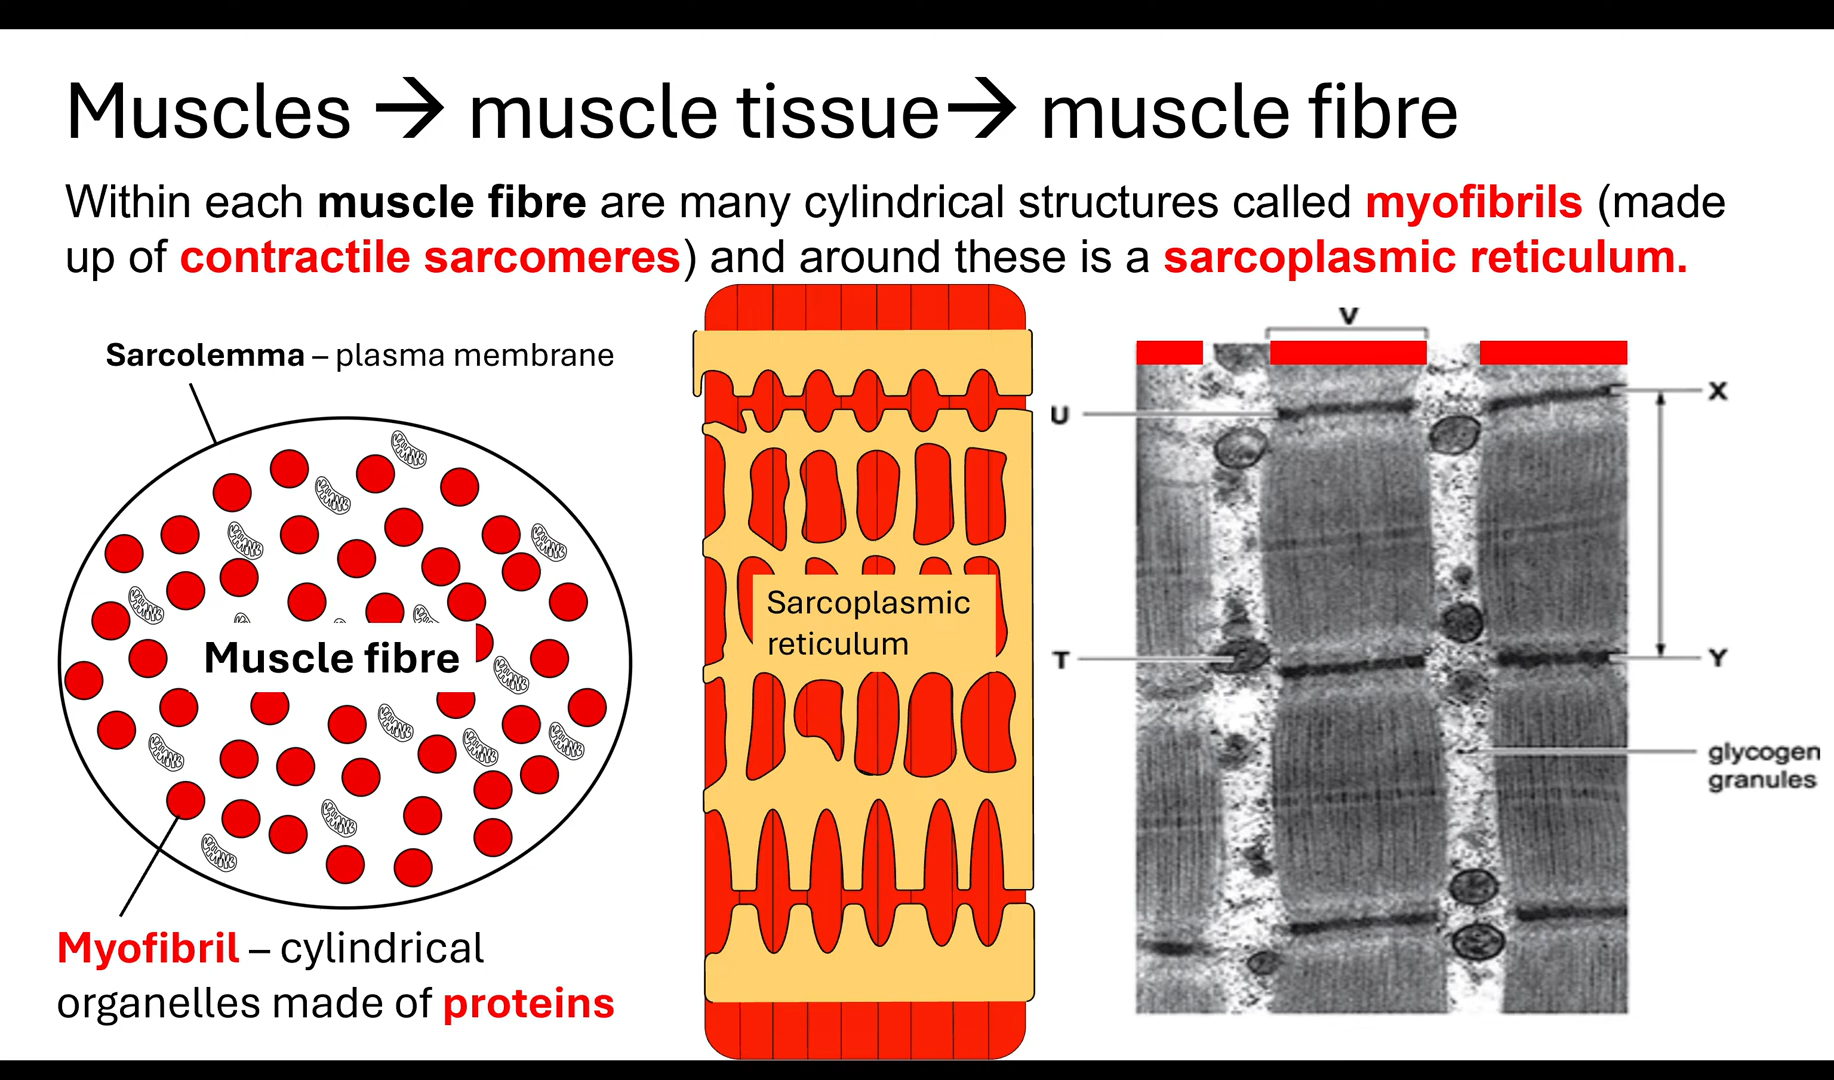 Muscles → muscle tissue→ muscle fibre
Within each muscle fibre are many cylindrical structures called myofibrils (made
up of contractile sarcomeres) and around these is a sarcoplasmic reticulum.
Sarcolemma – plasma membrane
Muscle fibre
Myofibril – cylindrical
organelles made of proteins
Sarcoplasmic
reticulum
V
U
X
T
Y
glycogen
granules